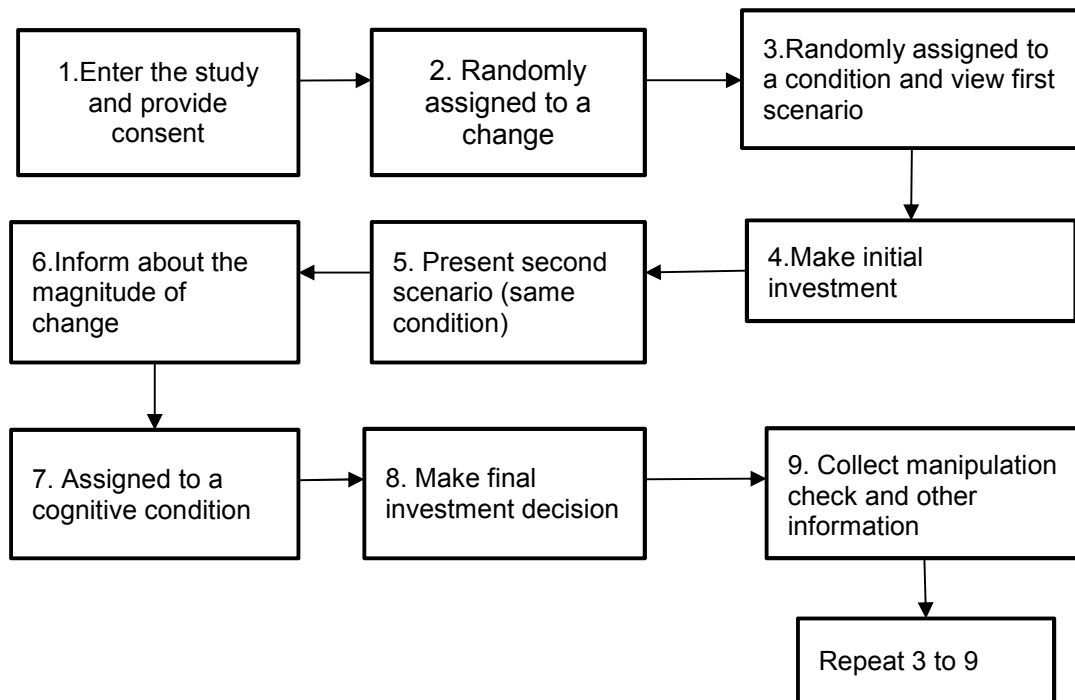 1.Enter the study
and provide
consent
2. Randomly
assigned to a
change
3.Randomly assigned to
a condition and view first
scenario
4.Make initial
investment
5. Present second
scenario (same
condition)
6.Inform about the
magnitude of
change
7. Assigned to a
cognitive condition
8. Make final
investment decision
9. Collect manipulation
check and other
information
Repeat 3 to 9